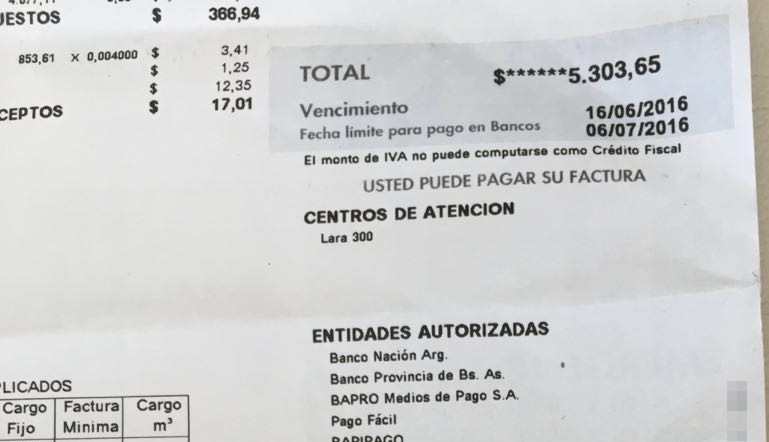 UESTOS $ 366,94
853,61 X 0,004000 $ 3,41
$ 1,25
$ 12,35
CEPTOS $ 17,01
TOTAL $******5.303,65
Vencimiento 16/06/2016
Fecha límite para pago en Bancos 06/07/2016
El monto de IVA no puede computarse como Crédito Fiscal
USTED PUEDE PAGAR SU FACTURA
CENTROS DE ATENCION
Lara 300
ENTIDADES AUTORIZADAS
Banco Nación Arg.
Banco Provincia de Bs. As.
BAPRO Medios de Pago S.A.
Pago Fácil
RAPIPAGO
PLICADOS
Cargo Fijo
Factura Minima
Cargo m³